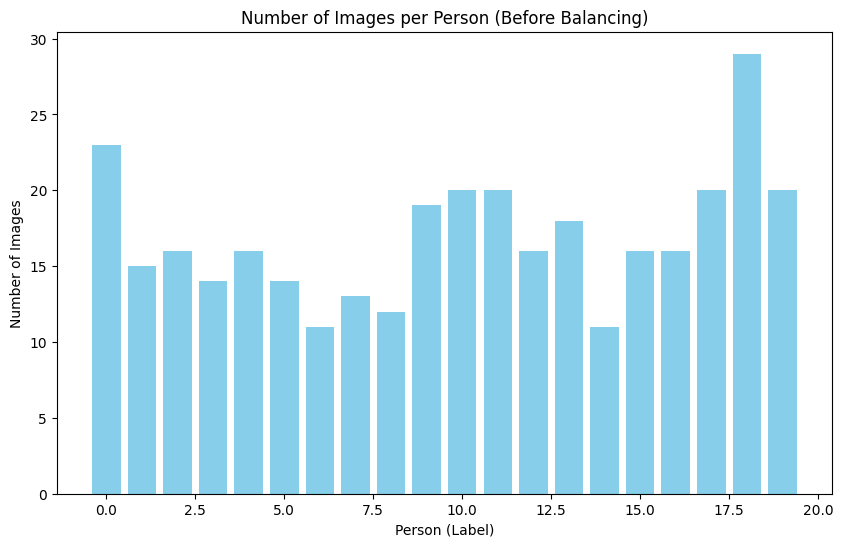 Number of Images per Person (Before Balancing)
30
25
20
15
10
5
0
Number of Images
0.0 2.5 5.0 7.5 10.0 12.5 15.0 17.5 20.0
Person (Label)